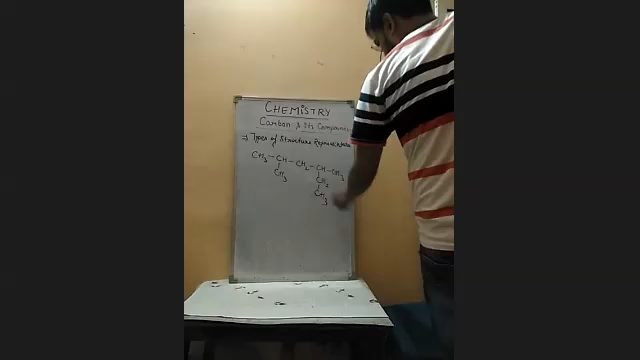 CHEMISTRY
Carbon & Its Compounds
⇒ Types of Structure Representation
CH3 - CH - CH2 - CH - CH3
CH3 CH2
CH3